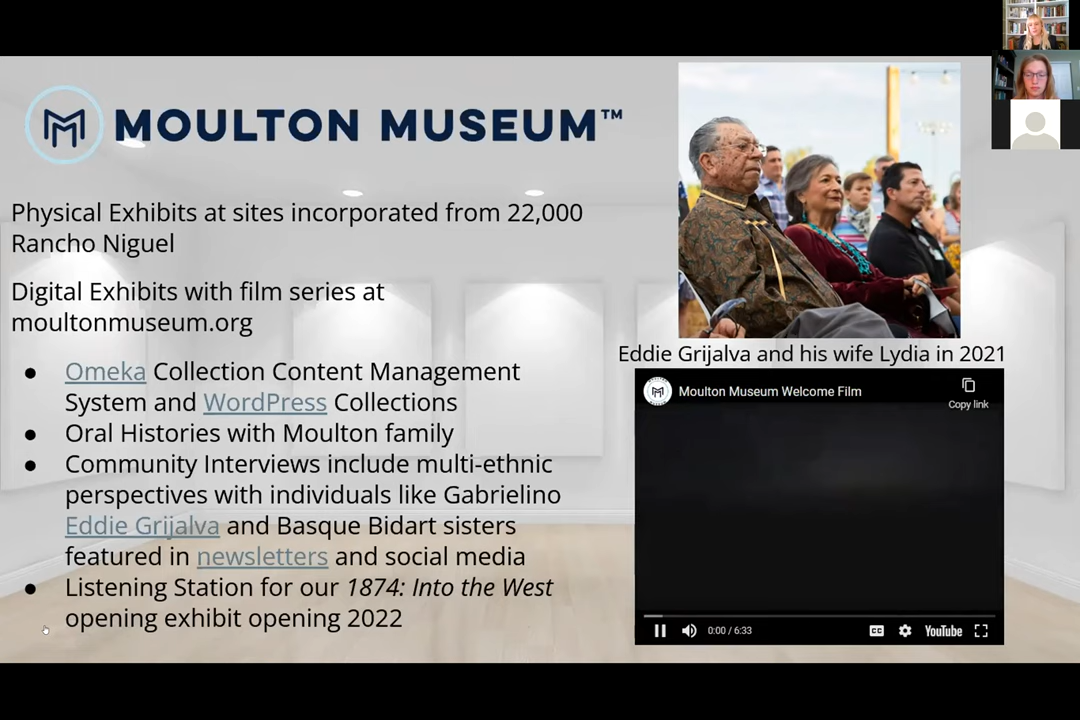 MOULTON MUSEUM™
Physical Exhibits at sites incorporated from 22,000
Rancho Niguel
Digital Exhibits with film series at
moultonmuseum.org
● Omeka Collection Content Management
System and WordPress Collections
● Oral Histories with Moulton family
● Community Interviews include multi-ethnic
perspectives with individuals like Gabrielino
Eddie Grijalva and Basque Bidart sisters
featured in newsletters and social media
● Listening Station for our 1874: Into the West
opening exhibit opening 2022
Eddie Grijalva and his wife Lydia in 2021
Moulton Museum Welcome Film
Copy link
0:00 / 6:33
CC
YouTube